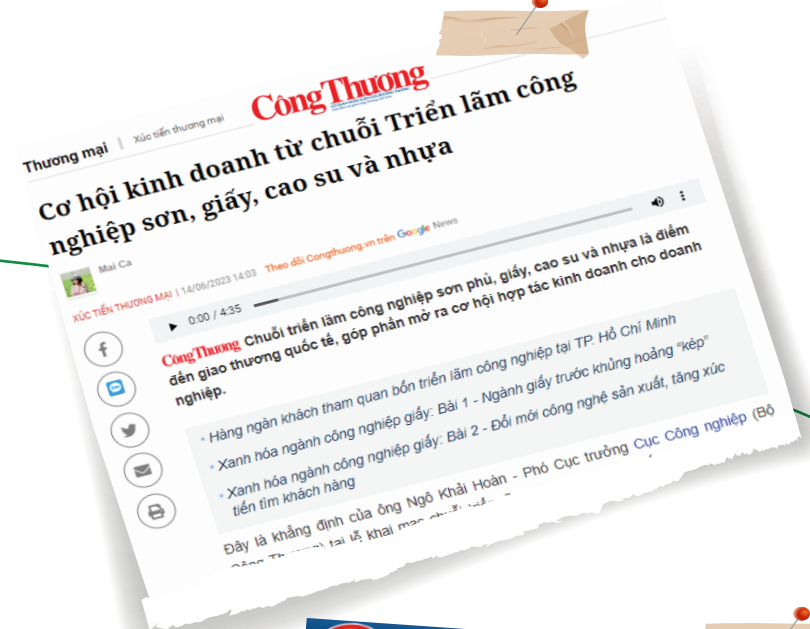 CôngThương
Thương mại | Xúc tiến thương mại
Cơ hội kinh doanh từ chuỗi Triển lãm công
nghiệp sơn, giấy, cao su và nhựa
Mai Ca
XÚC TIẾN THƯƠNG MẠI | 14/06/2023 14:03 Theo dõi Congthuong.vn trên Google News
0:00 / 4:35
CôngThương Chuỗi triển lãm công nghiệp sơn phủ, giấy, cao su và nhựa là điểm
đến giao thương quốc tế, góp phần mở ra cơ hội hợp tác kinh doanh cho doanh
nghiệp.
• Hàng ngàn khách tham quan bốn triển lãm công nghiệp tại TP. Hồ Chí Minh
• Xanh hóa ngành công nghiệp giấy: Bài 1 - Ngành giấy trước khủng hoảng “kép”
• Xanh hóa ngành công nghiệp giấy: Bài 2 - Đổi mới công nghệ sản xuất, tăng xúc
tiến tìm khách hàng
Đây là khẳng định của ông Ngô Khải Hoàn - Phó Cục trưởng Cục Công nghiệp (Bộ
tại lễ khai mạc